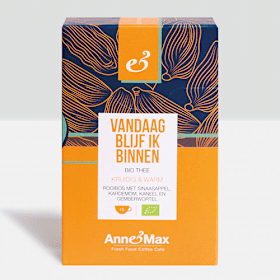 e3
VANDAAG
BLIJF IK
BINNEN
BIO THEE
KRUIDIG & WARM
ROOIBOS MET SINAASAPPEL,
KARDEMOM, KANEEL EN
GEMBERWORTEL
Anne&Max
Fresh Food Coffee Cafe